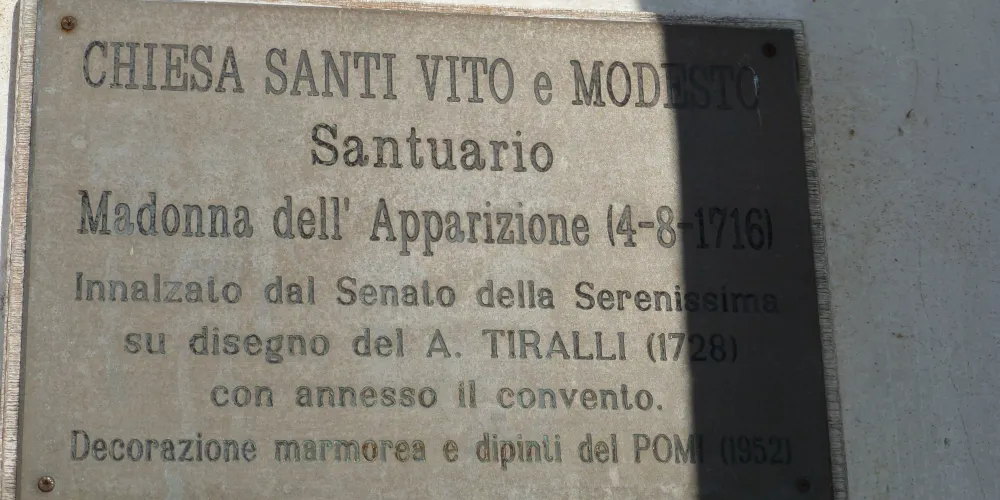 CHIESA SANTI VITO e MODESTO
Santuario
Madonna dell' Apparizione (4-8-1716)
Innalzato dal Senato della Serenissima
su disegno del A. TIRALLI (1728)
con annesso il convento.
Decorazione marmorea e dipinti del POMI (1952)